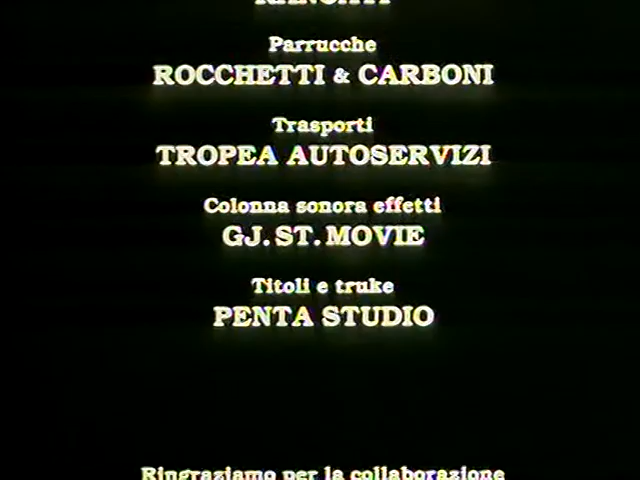 RANCATI
Parrucche
ROCCHETTI & CARBONI
Trasporti
TROPEA AUTOSERVIZI
Colonna sonora effetti
GJ. ST. MOVIE
Titoli e truke
PENTA STUDIO
Ringraziamo per la collaborazione